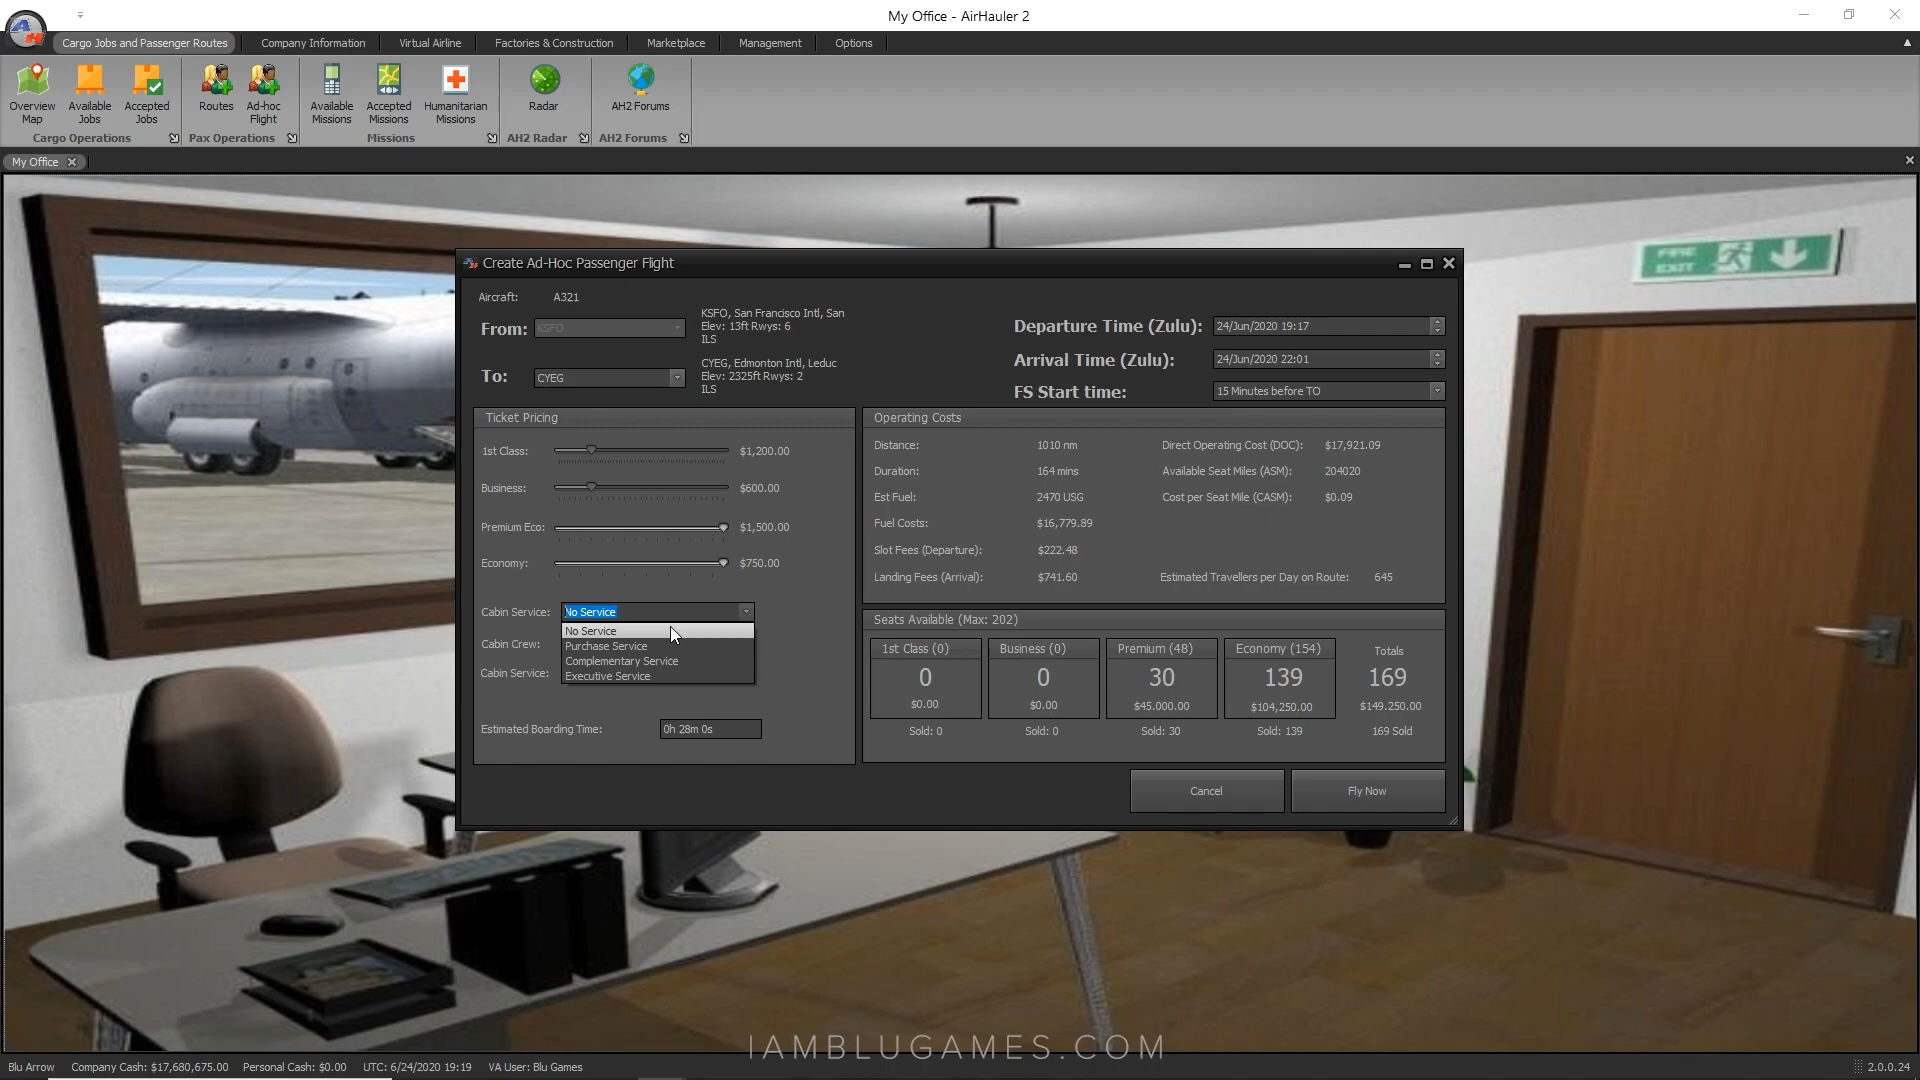 My Office - AirHauler 2
Cargo Jobs and Passenger Routes
Company Information
Virtual Airline
Factories & Construction
Marketplace
Management
Options
Overview Map
Available Jobs
Accepted Jobs
Routes
Ad-hoc Flight
Available Missions
Accepted Missions
Humanitarian Missions
Radar
AH2 Forums
Cargo Operations
Pax Operations
Missions
AH2 Radar
AH2 Forums
My Office
FIRE
EXIT
Create Ad-Hoc Passenger Flight
Aircraft: A321
From: KSFO
KSFO, San Francisco Intl, San
Elev: 13ft Rwys: 6
ILS
To: CYEG
CYEG, Edmonton Intl, Leduc
Elev: 2325ft Rwys: 2
ILS
Departure Time (Zulu): 24/Jun/2020 19:17
Arrival Time (Zulu): 24/Jun/2020 22:01
FS Start time: 15 Minutes before TO
Ticket Pricing
1st Class: $1,200.00
Business: $600.00
Premium Eco: $1,500.00
Economy: $750.00
Cabin Service: No Service
No Service
Purchase Service
Complementary Service
Executive Service
Cabin Crew:
Cabin Service:
Estimated Boarding Time: 0h 28m 0s
Operating Costs
Distance: 1010 nm
Direct Operating Cost (DOC): $17,921.09
Duration: 164 mins
Available Seat Miles (ASM): 204020
Est Fuel: 2470 USG
Cost per Seat Mile (CASM): $0.09
Fuel Costs: $16,779.89
Slot Fees (Departure): $222.48
Landing Fees (Arrival): $741.60
Estimated Travellers per Day on Route: 645
Seats Available (Max: 202)
1st Class (0)
Business (0)
Premium (48)
Economy (154)
Totals
0
0
30
139
169
$0.00
$0.00
$45.000.00
$104,250.00
$149.250.00
Sold: 0
Sold: 0
Sold: 30
Sold: 139
169 Sold
Cancel
Fly Now
IAMBLUGAMES.COM
Blu Arrow
Company Cash: $17,680,675.00
Personal Cash: $0.00
UTC: 6/24/2020 19:19
VA User: Blu Games
2.0.0.24